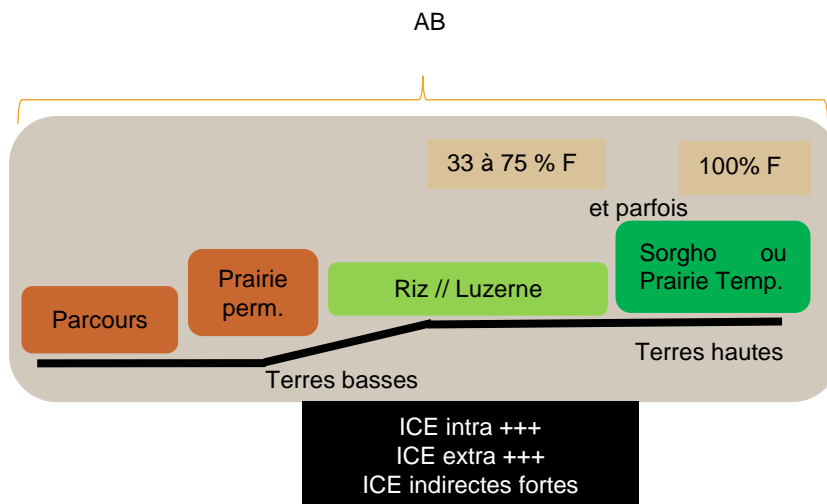 AB
33 à 75 % F
100% F
et parfois
Parcours
Prairie
perm.
Riz // Luzerne
Sorgho ou
Prairie Temp.
Terres basses
Terres hautes
ICE intra +++
ICE extra +++
ICE indirectes fortes